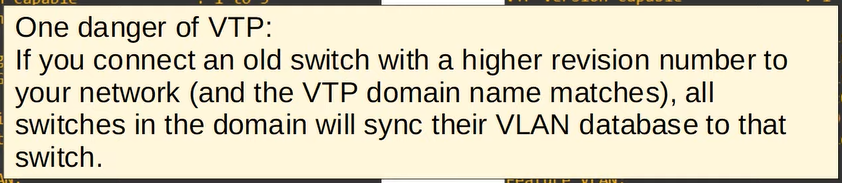 One danger of VTP:
If you connect an old switch with a higher revision number to
your network (and the VTP domain name matches), all
switches in the domain will sync their VLAN database to that
switch.